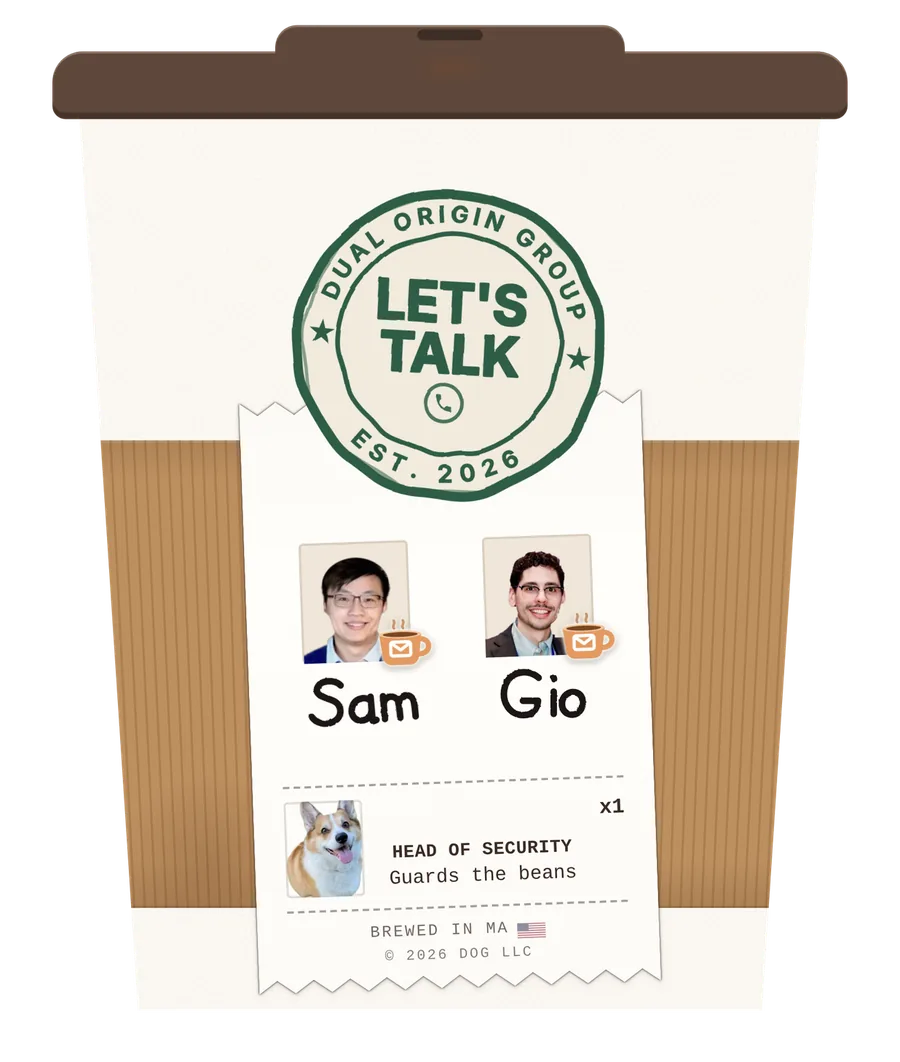 DUAL ORIGIN GROUP
LET'S
TALK
EST. 2026
Sam
Gio
x1
HEAD OF SECURITY
Guards the beans
BREWED IN MA
© 2026 DOG LLC